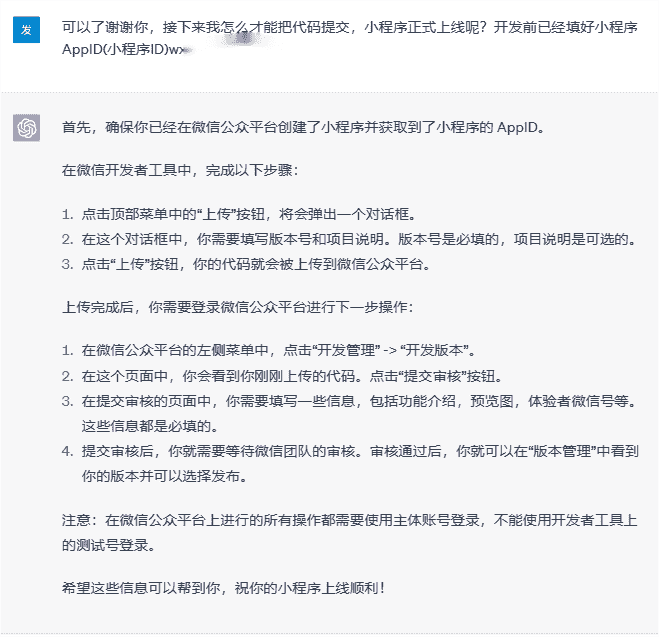 发
可以了谢谢你，接下来我怎么才能把代码提交，小程序正式上线呢？开发前已经填好小程序
AppID(小程序ID)wx
首先，确保你已经在微信公众平台创建了小程序并获取到了小程序的 AppID。
在微信开发者工具中，完成以下步骤：
1. 点击顶部菜单中的“上传”按钮，将会弹出一个对话框。
2. 在这个对话框中，你需要填写版本号和项目说明。版本号是必填的，项目说明是可选的。
3. 点击“上传”按钮，你的代码就会被上传到微信公众平台。
上传完成后，你需要登录微信公众平台进行下一步操作：
1. 在微信公众平台的左侧菜单中，点击“开发管理” -> “开发版本”。
2. 在这个页面中，你会看到你刚刚上传的代码。点击“提交审核”按钮。
3. 在提交审核的页面中，你需要填写一些信息，包括功能介绍，预览图，体验者微信号等。
这些信息都是必填的。
4. 提交审核后，你就需要等待微信团队的审核。审核通过后，你就可以在“版本管理”中看到
你的版本并可以选择发布。
注意：在微信公众平台上进行的所有操作都需要使用主体账号登录，不能使用开发者工具上
的测试号登录。
希望这些信息可以帮到你，祝你的小程序上线顺利！